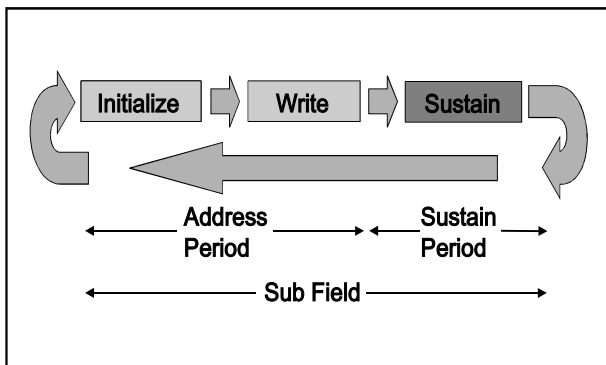 Initialize
Write
Sustain
Address
Period
Sustain
Period
Sub Field